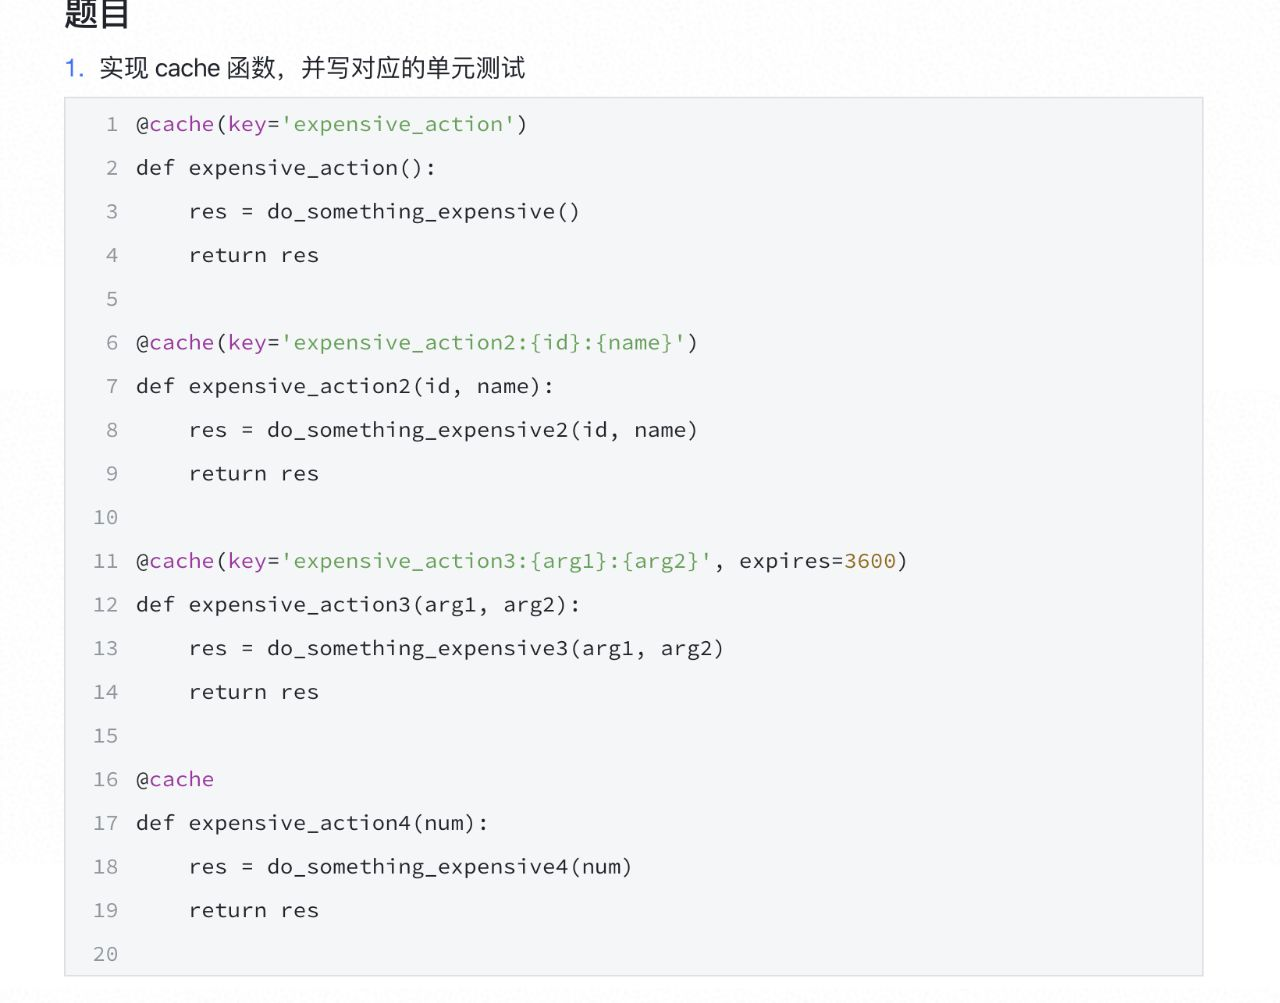 题目
1. 实现 cache 函数，并写对应的单元测试
1 @cache(key='expensive_action')
2 def expensive_action():
3     res = do_something_expensive()
4     return res
5
6 @cache(key='expensive_action2:{id}:{name}')
7 def expensive_action2(id, name):
8     res = do_something_expensive2(id, name)
9     return res
10
11 @cache(key='expensive_action3:{arg1}:{arg2}', expires=3600)
12 def expensive_action3(arg1, arg2):
13     res = do_something_expensive3(arg1, arg2)
14     return res
15
16 @cache
17 def expensive_action4(num):
18     res = do_something_expensive4(num)
19     return res
20